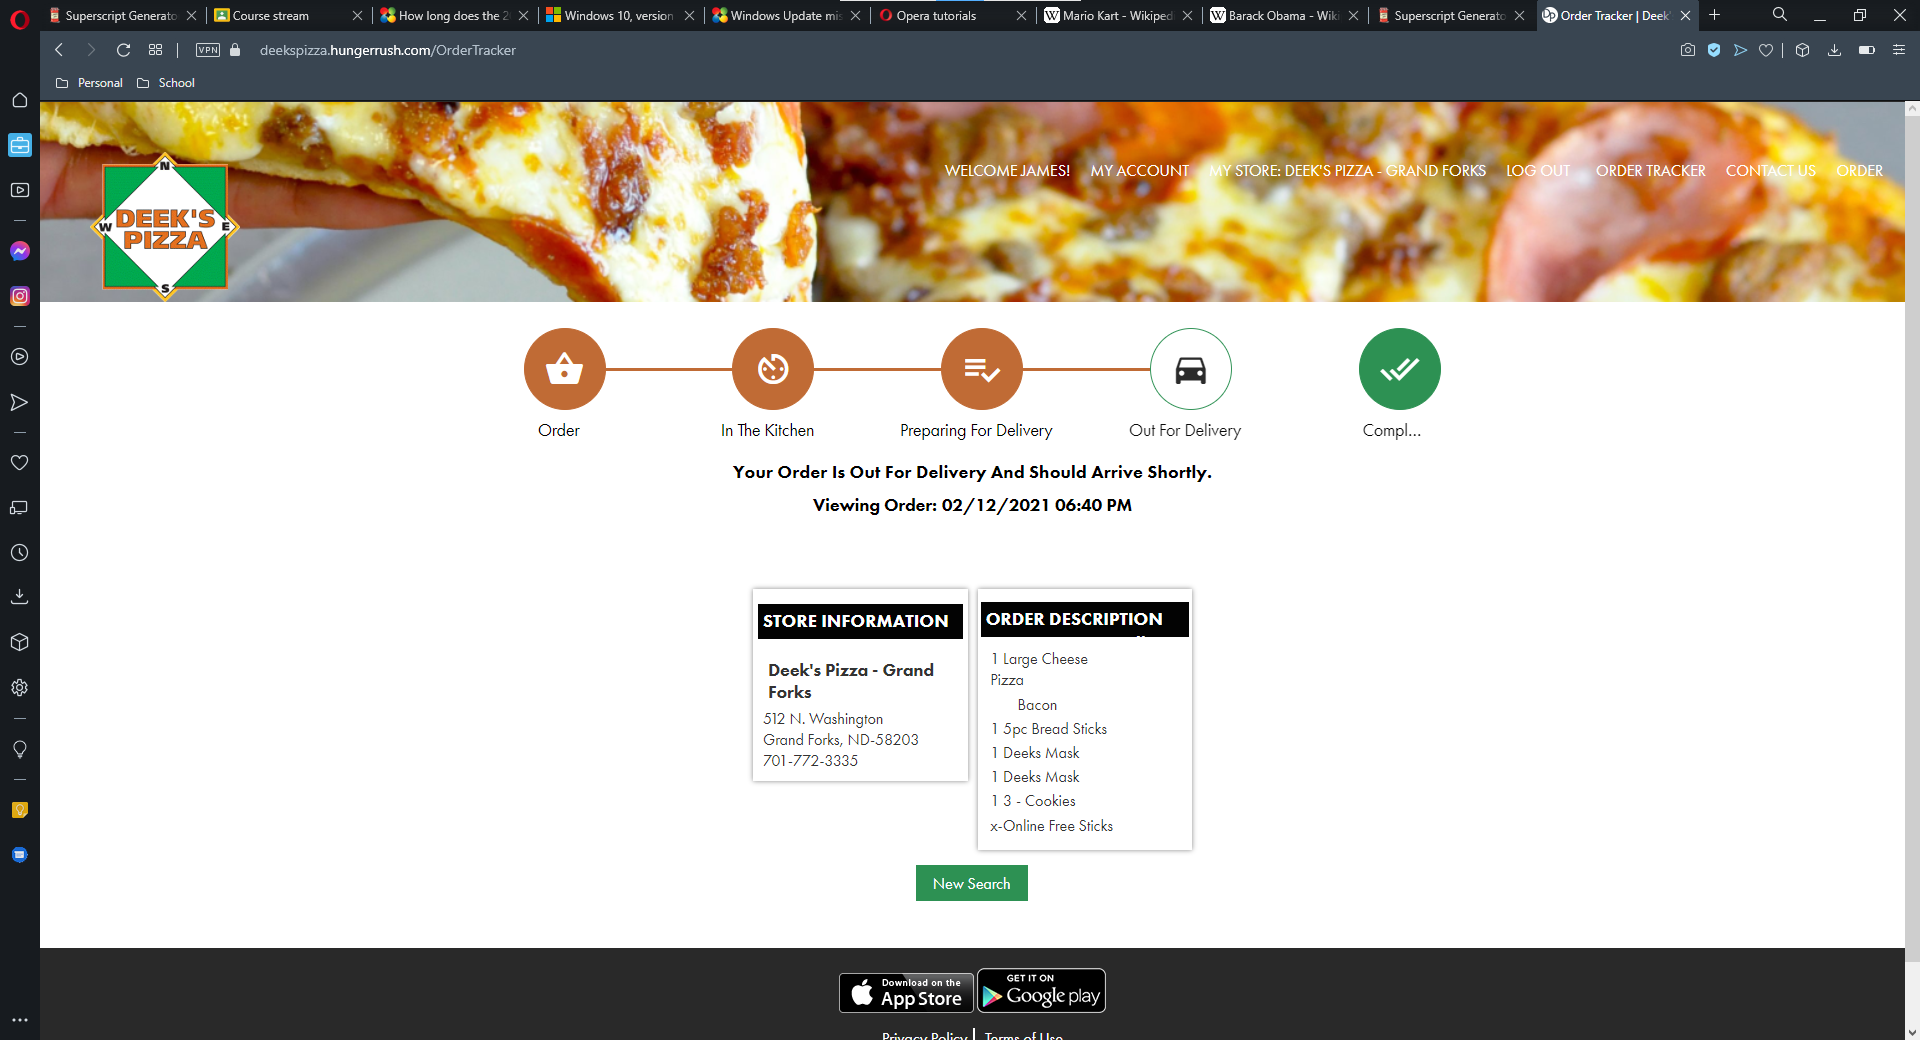 Superscript Generato
Course stream
How long does the 2
Windows 10, version
Windows Update mis
Opera tutorials
Mario Kart - Wikiped
Barack Obama - Wiki
Superscript Generato
Order Tracker | Deek'
VPN
deekspizza.hungerrush.com/OrderTracker
Personal
School
N
W DEEK'S E
PIZZA
S
WELCOME JAMES!
MY ACCOUNT
MY STORE: DEEK'S PIZZA - GRAND FORKS
LOG OUT
ORDER TRACKER
CONTACT US
ORDER
Order
In The Kitchen
Preparing For Delivery
Out For Delivery
Compl...
Your Order Is Out For Delivery And Should Arrive Shortly.
Viewing Order: 02/12/2021 06:40 PM
STORE INFORMATION
Deek's Pizza - Grand
Forks
512 N. Washington
Grand Forks, ND-58203
701-772-3335
ORDER DESCRIPTION
1 Large Cheese
Pizza
Bacon
1 5pc Bread Sticks
1 Deeks Mask
1 Deeks Mask
1 3 - Cookies
x-Online Free Sticks
New Search
Download on the
App Store
GET IT ON
Google play
Privacy Policy | Terms of Use